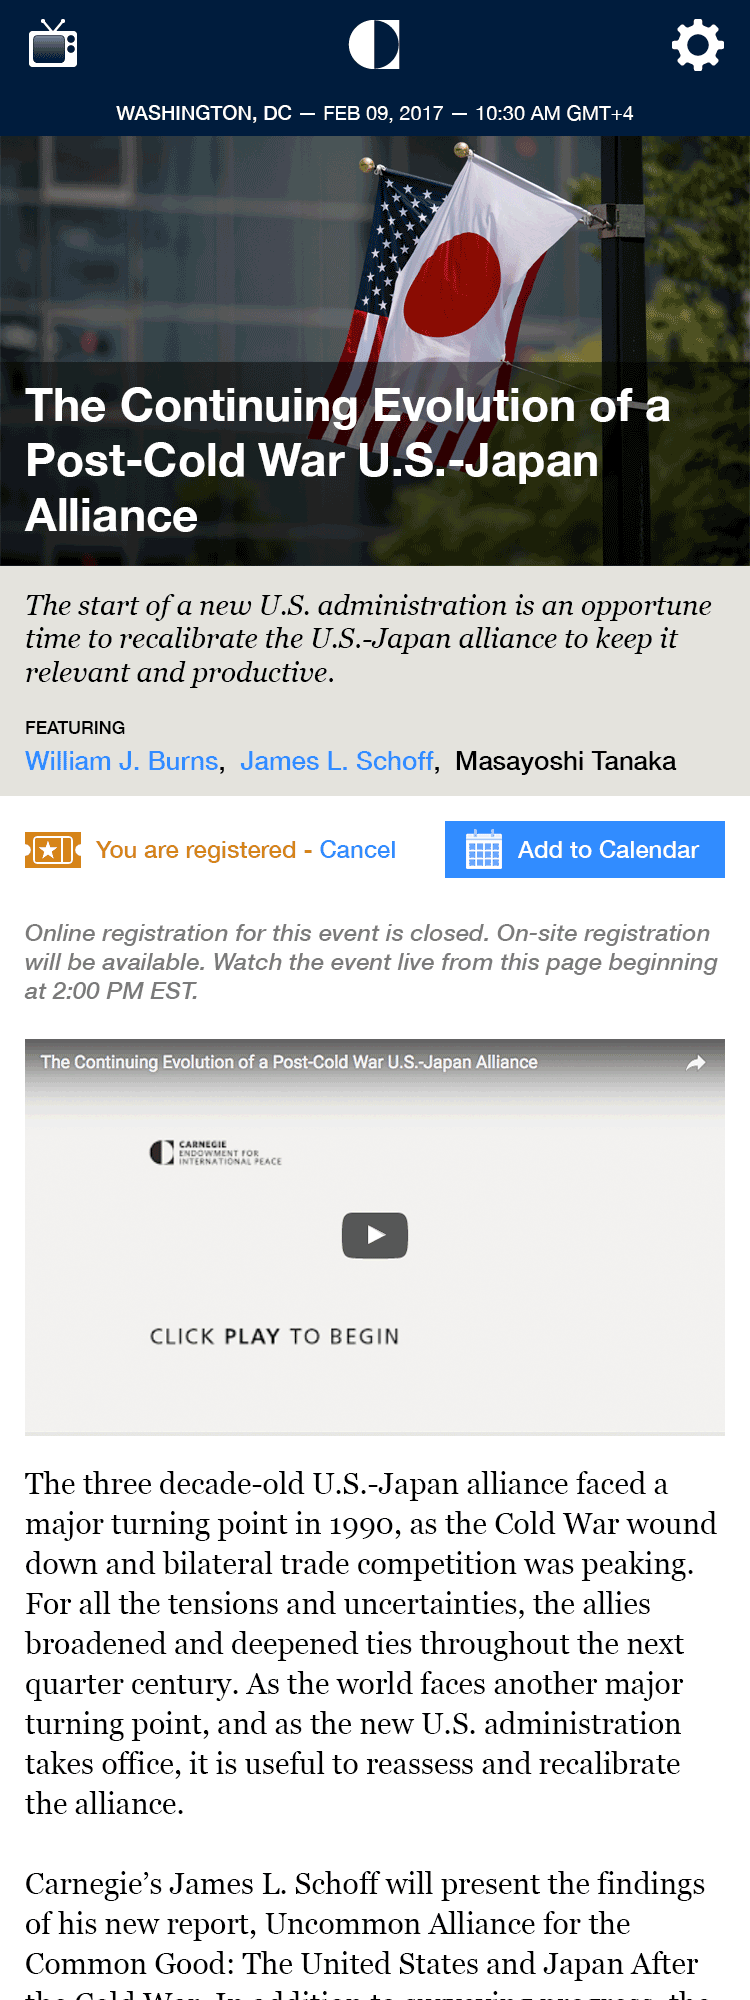 WASHINGTON, DC — FEB 09, 2017 — 10:30 AM GMT+4
The Continuing Evolution of a
Post-Cold War U.S.-Japan
Alliance
The start of a new U.S. administration is an opportune
time to recalibrate the U.S.-Japan alliance to keep it
relevant and productive.
FEATURING
William J. Burns, James L. Schoff, Masayoshi Tanaka
You are registered - Cancel
Add to Calendar
Online registration for this event is closed. On-site registration
will be available. Watch the event live from this page beginning
at 2:00 PM EST.
The Continuing Evolution of a Post-Cold War U.S.-Japan Alliance
CARNEGIE
ENDOWMENT FOR
INTERNATIONAL PEACE
CLICK PLAY TO BEGIN
The three decade-old U.S.-Japan alliance faced a
major turning point in 1990, as the Cold War wound
down and bilateral trade competition was peaking.
For all the tensions and uncertainties, the allies
broadened and deepened ties throughout the next
quarter century. As the world faces another major
turning point, and as the new U.S. administration
takes office, it is useful to reassess and recalibrate
the alliance.
Carnegie's James L. Schoff will present the findings
of his new report, Uncommon Alliance for the
Common Good: The United States and Japan After
the Cold War. In addition to surveying progress, the